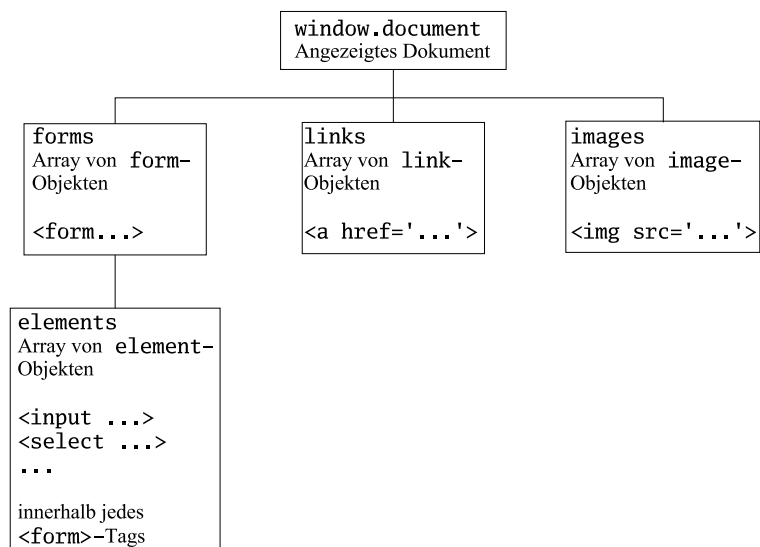 window.document
Angezeigtes Dokument
forms
Array von form-
Objekten
<form...>
links
Array von link-
Objekten
<a href='...'>
images
Array von image-
Objekten
<img src='...'>
elements
Array von element-
Objekten
<input ...>
<select ...>
...
innerhalb jedes
<form>-Tags